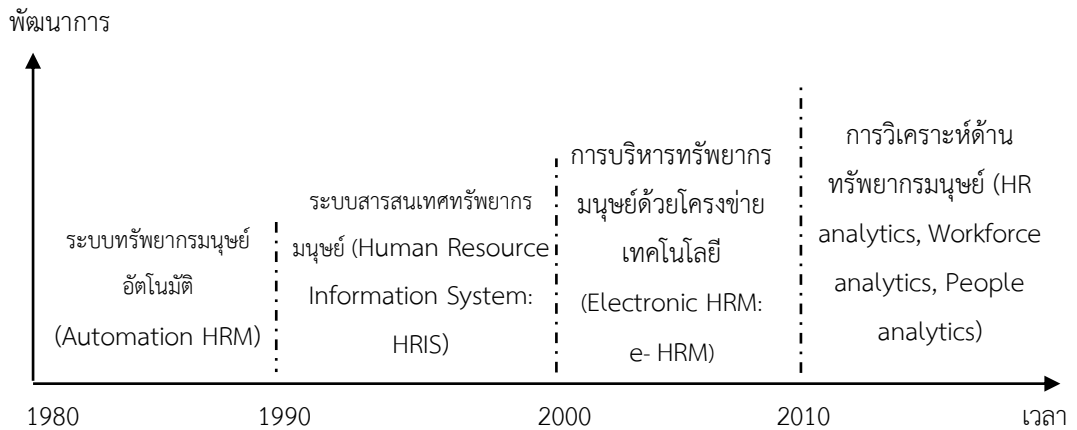 พัฒนาการ
ระบบทรัพยากรมนุษย์
อัตโนมัติ
(Automation HRM)
ระบบสารสนเทศทรัพยากร
มนุษย์ (Human Resource
Information System:
HRIS)
การบริหารทรัพยากร
มนุษย์ด้วยโครงข่าย
เทคโนโลยี
(Electronic HRM:
e- HRM)
การวิเคราะห์ด้าน
ทรัพยากรมนุษย์ (HR
analytics, Workforce
analytics, People
analytics)
1980 1990 2000 2010 เวลา